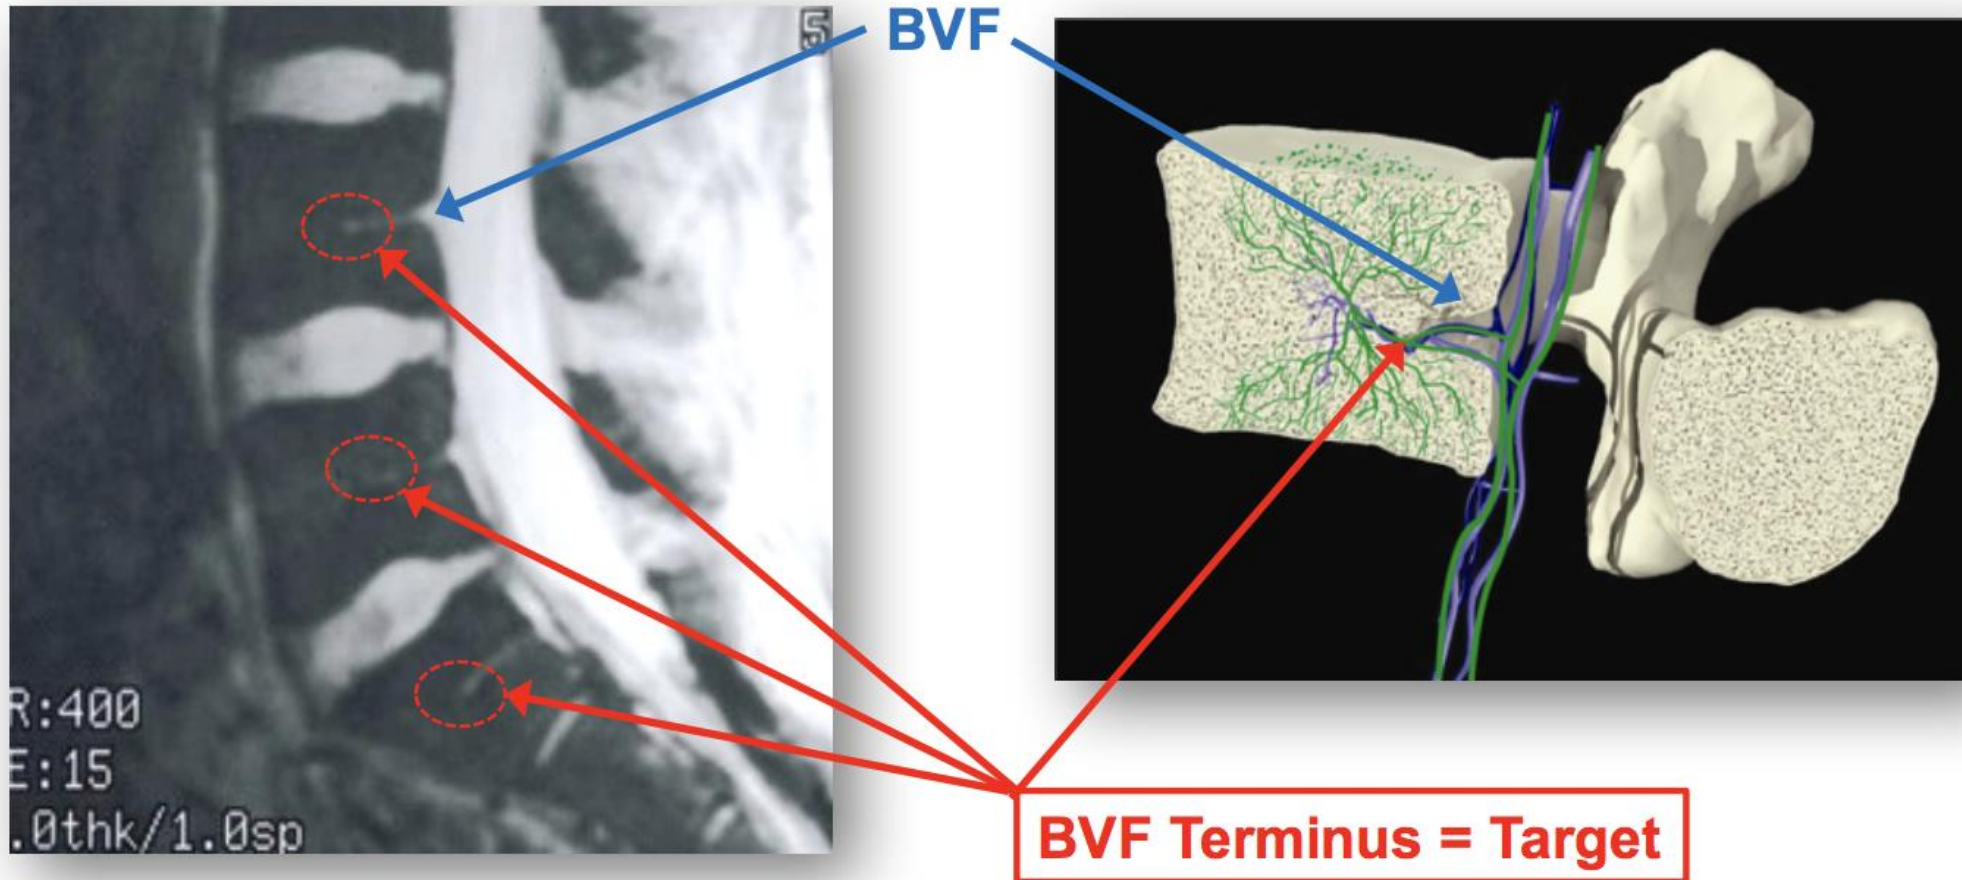 5
BVF
R:400
E:15
.0thk/1.0sp
BVF Terminus = Target